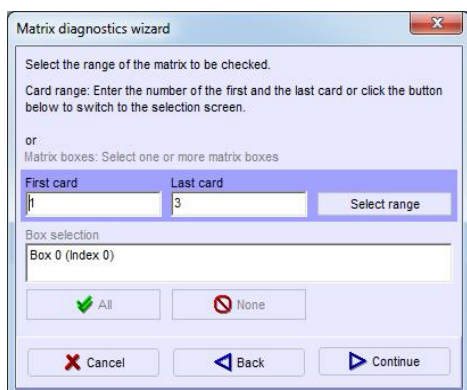 Matrix diagnostics wizard
Select the range of the matrix to be checked.
Card range: Enter the number of the first and the last card or click the button
below to switch to the selection screen.
or
Matrix boxes: Select one or more matrix boxes
First card Last card
1 3 Select range
Box selection
Box 0 (Index 0)
All None
Cancel Back Continue